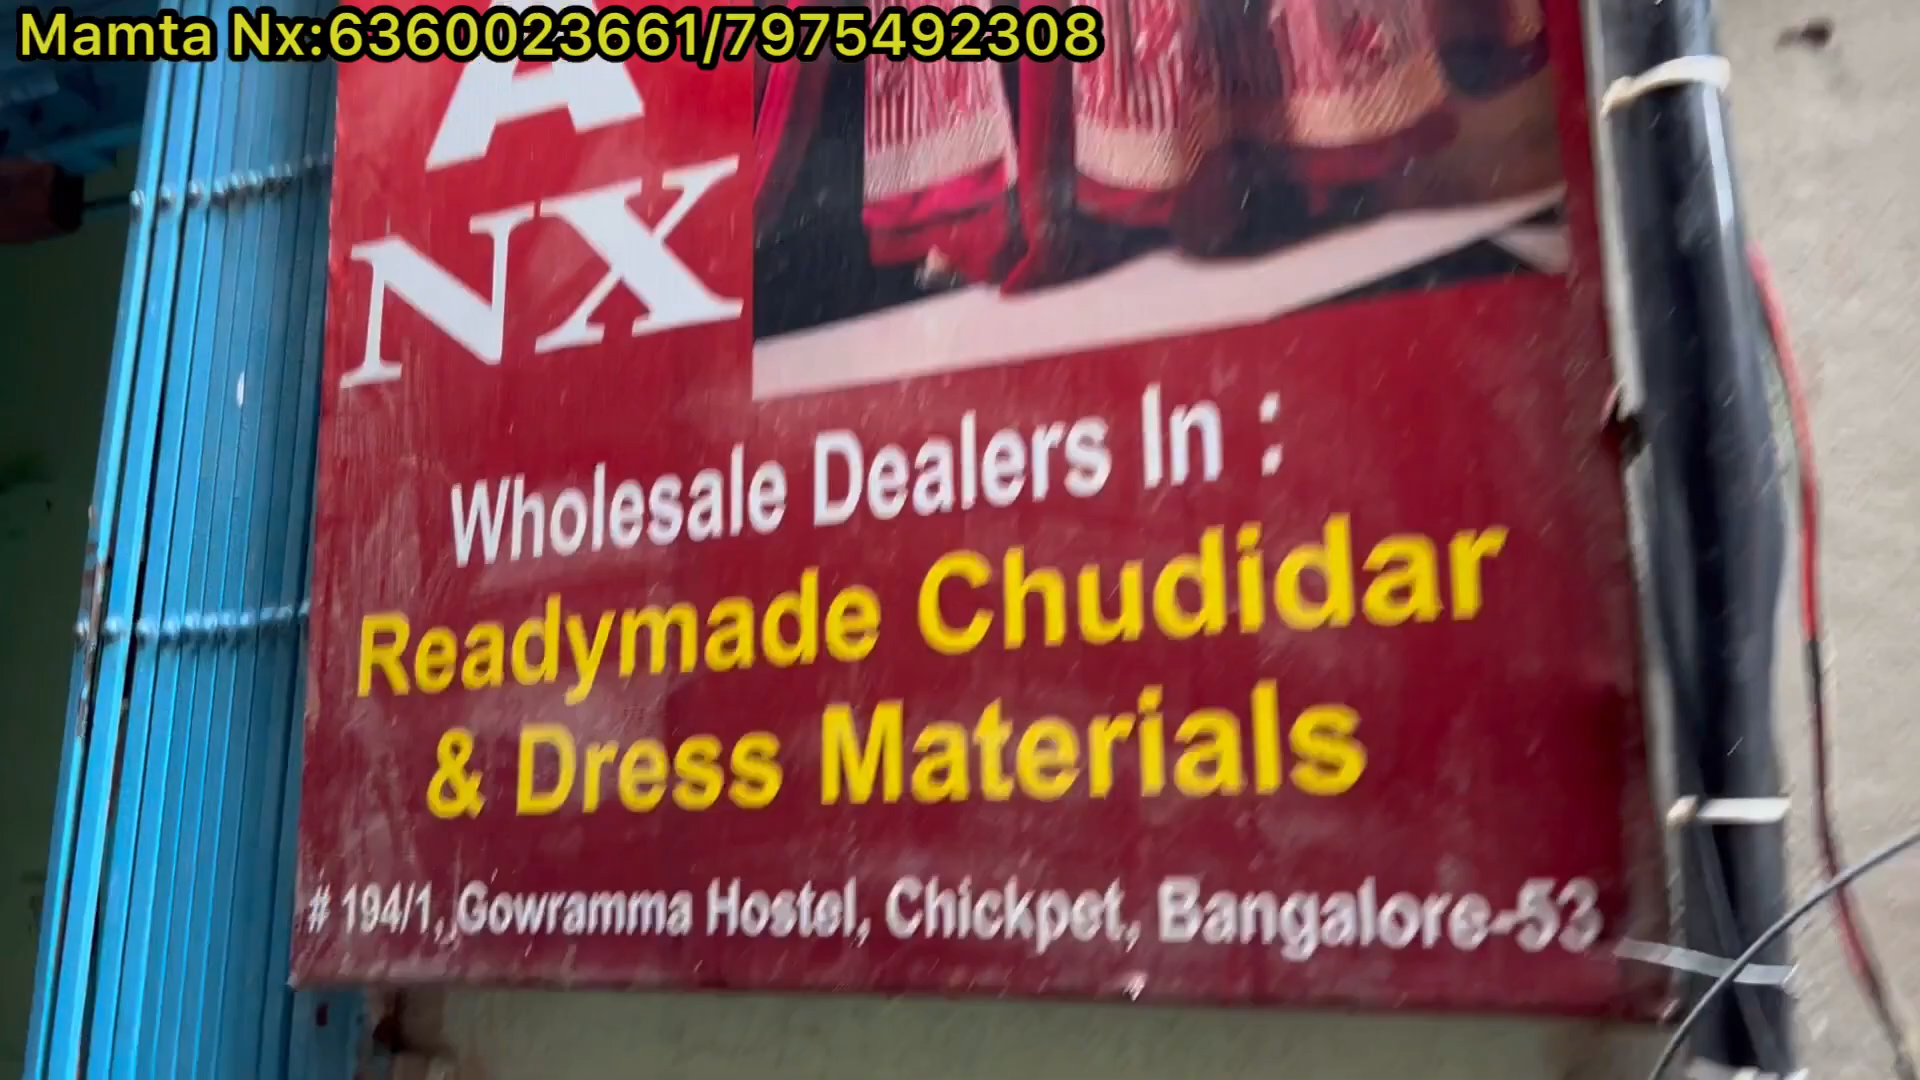 Mamta Nx:6360023661/7975492308
A
NX
Wholesale Dealers In :
Readymade Chudidar
& Dress Materials
# 194/1, Gowramma Hostel, Chickpet, Bangalore-53